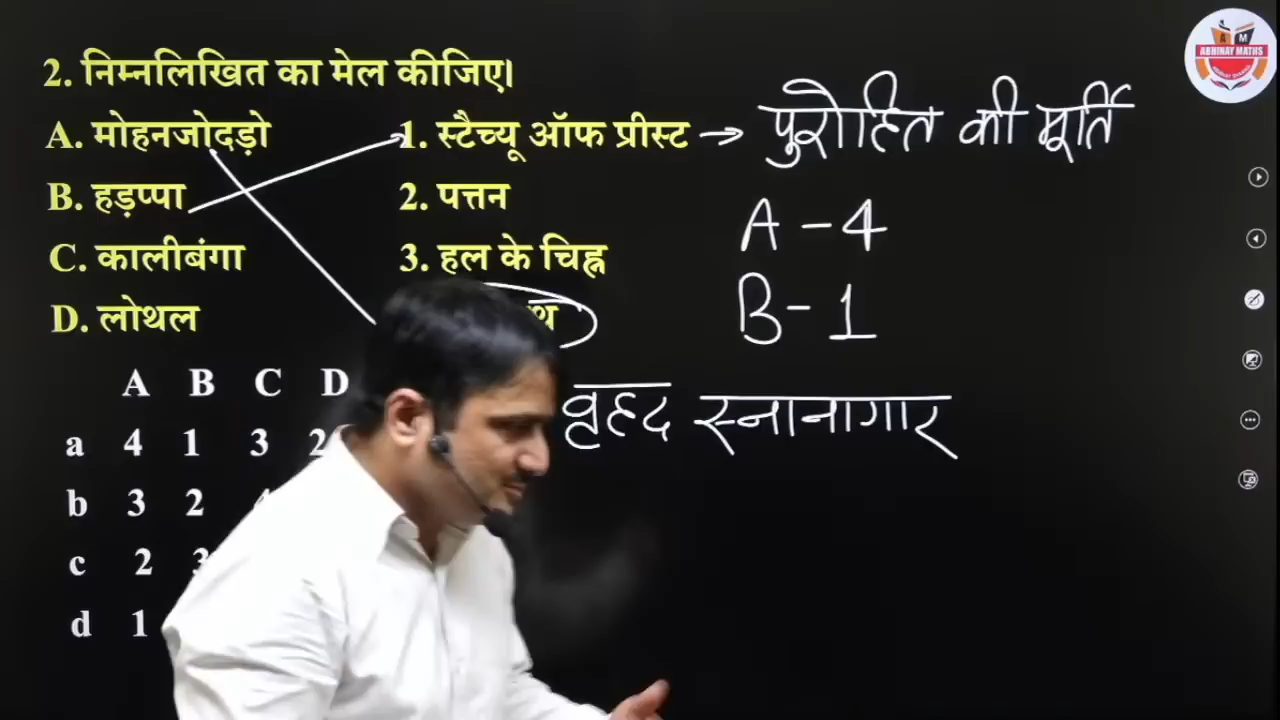 2. निम्नलिखित का मेल कीजिए।
A. मोहनजोदड़ो
1. स्टैच्यू ऑफ प्रीस्ट → पुरोहित की मूर्ति
B. हड़प्पा
2. पत्तन
A - 4
C. कालीबंगा
3. हल के चिह्न
B - 1
D. लोथल
वृहद स्नानागार
A B C D
a 4 1 3 2
b 3 2
c 2 3
d 1
ABHINAY MATHS